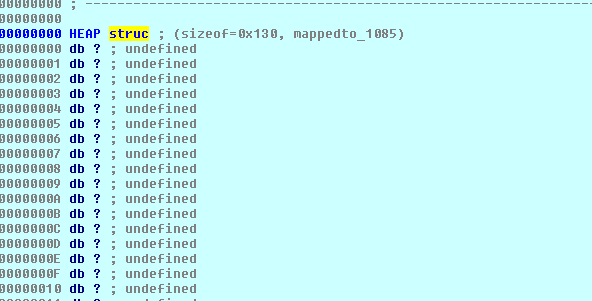 00000000 ; ----------------------------------------------------------------
00000000
00000000 HEAP struc ; (sizeof=0x130, mappedto_1085)
00000000 db ? ; undefined
00000001 db ? ; undefined
00000002 db ? ; undefined
00000003 db ? ; undefined
00000004 db ? ; undefined
00000005 db ? ; undefined
00000006 db ? ; undefined
00000007 db ? ; undefined
00000008 db ? ; undefined
00000009 db ? ; undefined
0000000A db ? ; undefined
0000000B db ? ; undefined
0000000C db ? ; undefined
0000000D db ? ; undefined
0000000E db ? ; undefined
0000000F db ? ; undefined
00000010 db ? ; undefined
00000011 db ? ; undefined